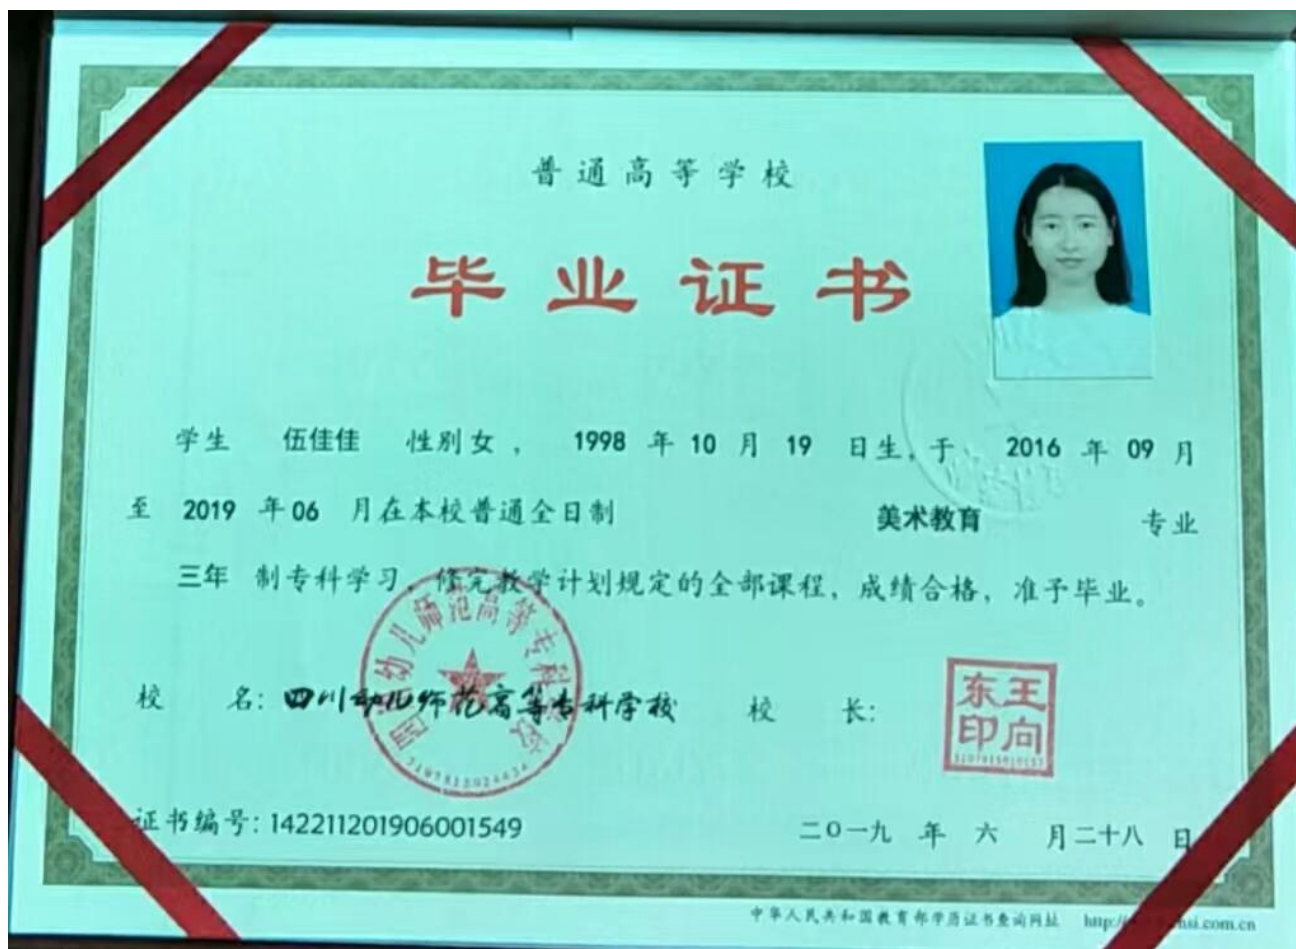 普通高等学校
毕业证书
学生 伍佳佳 性别女， 1998 年 10 月 19 日生，于 2016 年 09 月
至 2019 年 06 月在本校普通全日制 美术教育 专业
三年 制专科学习，修完教学计划规定的全部课程，成绩合格，准予毕业。
校 名：四川幼儿师范高等专科学校 校 长：
王向东印
证书编号：142211201906001549
二〇一九 年 六 月二十八 日
中华人民共和国教育部学历证书查询网址